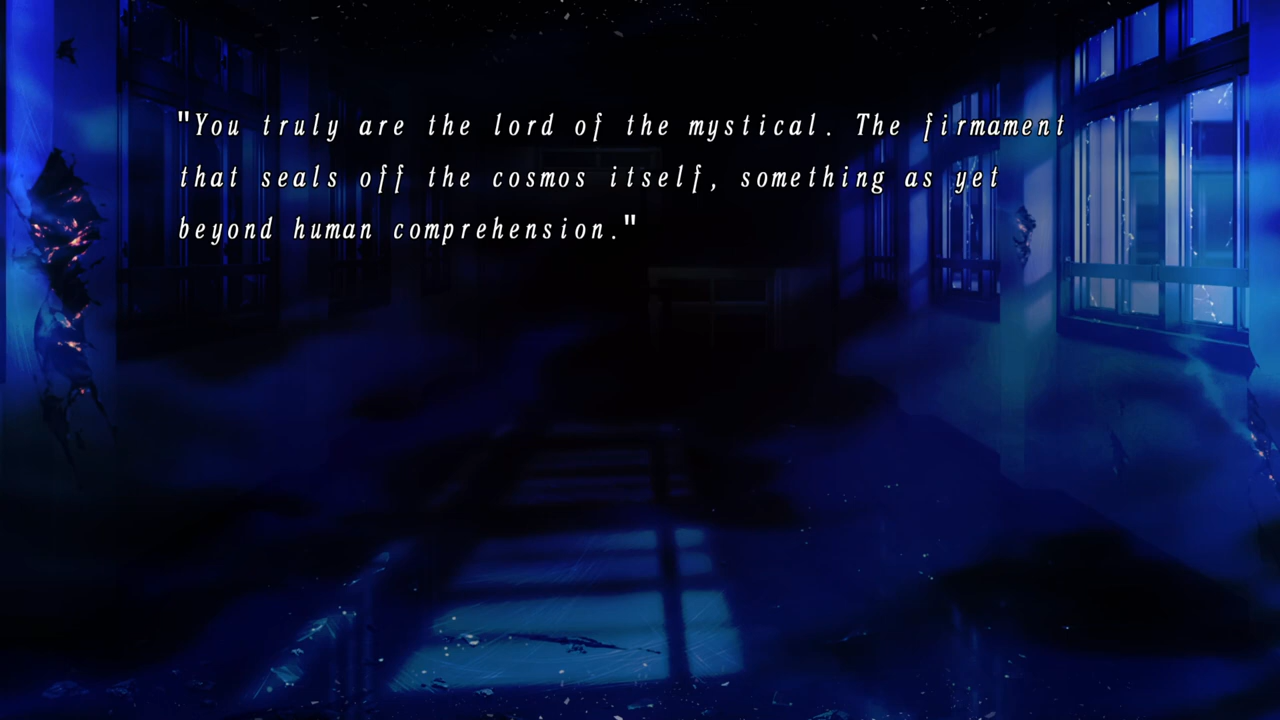 "You truly are the lord of the mystical. The firmament
that seals off the cosmos itself, something as yet
beyond human comprehension."